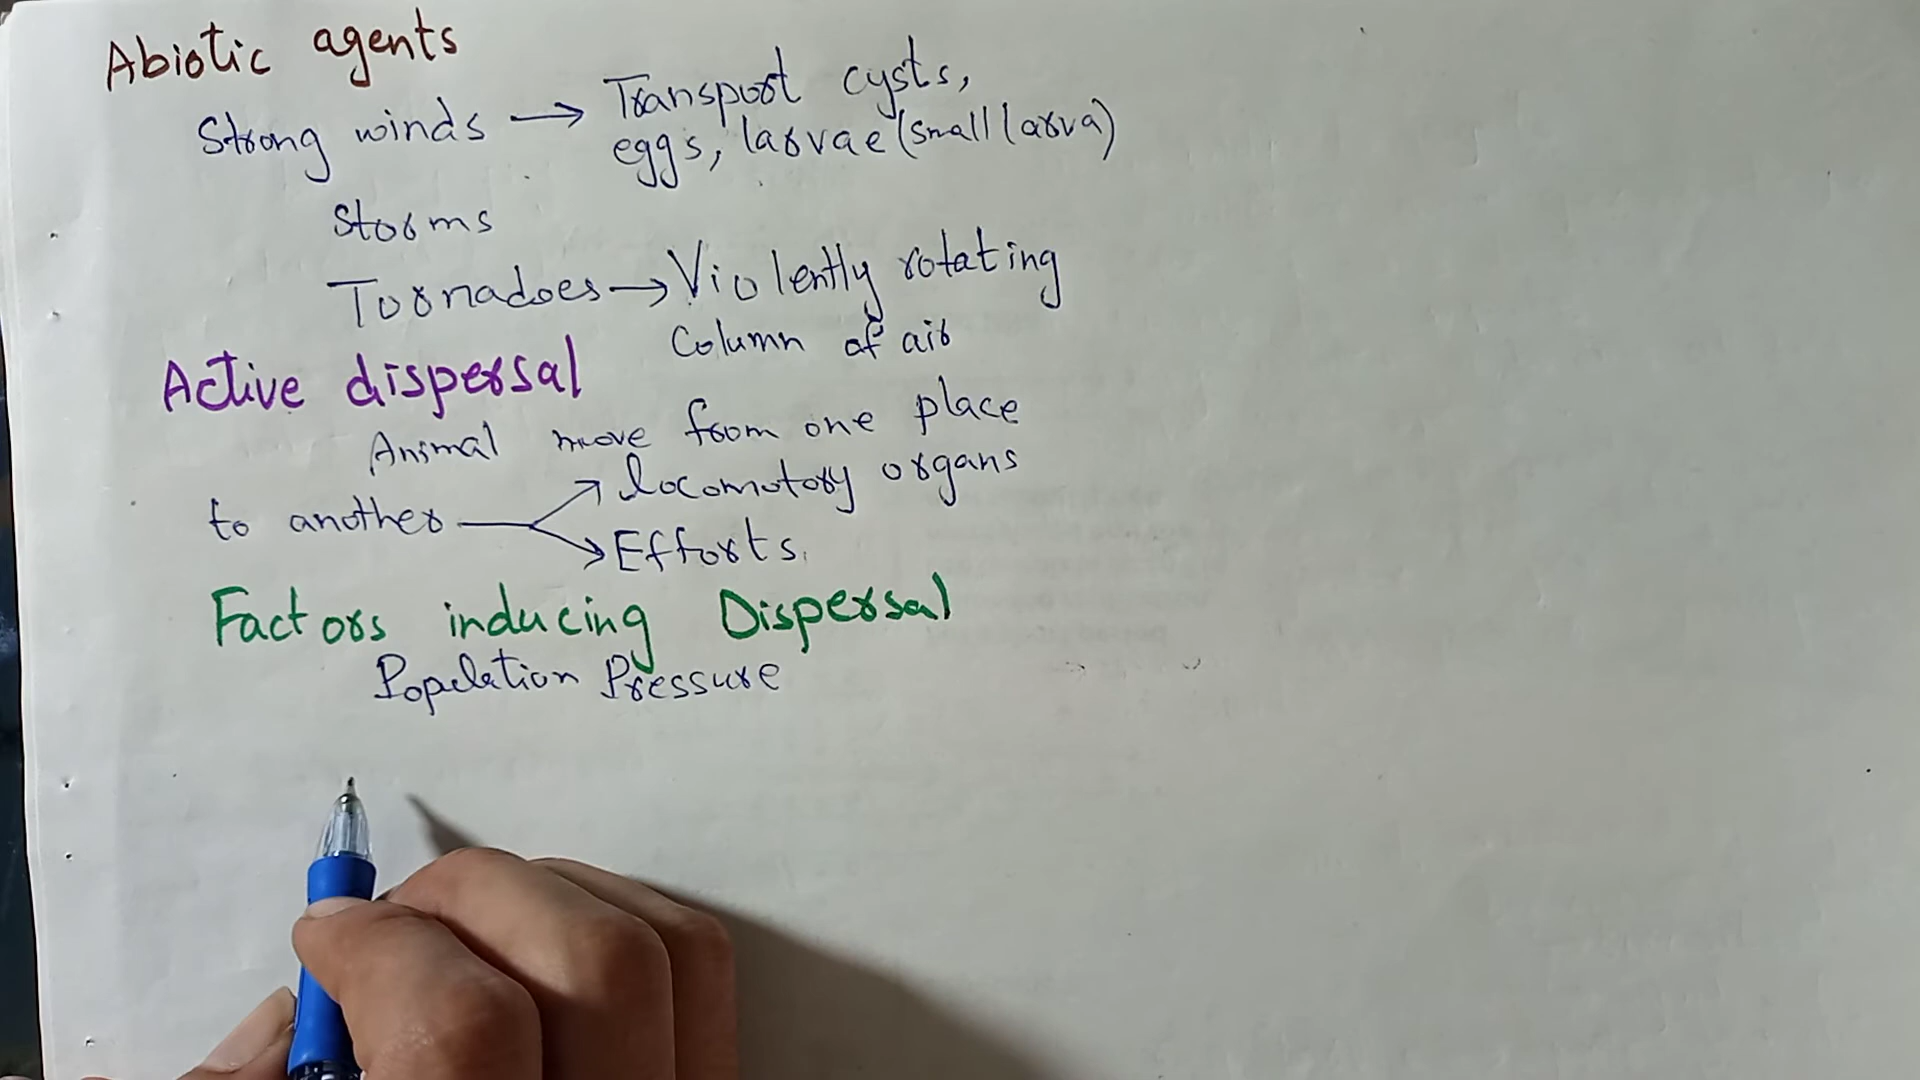 Abiotic agents
Strong winds → Transport cysts,
eggs, larvae (small larva)
Storms
Tornadoes → Violently rotating
Column of air
Active dispersal
Animal move from one place
to another → locomotory organs
→ Efforts.
Factors inducing Dispersal
Population Pressure